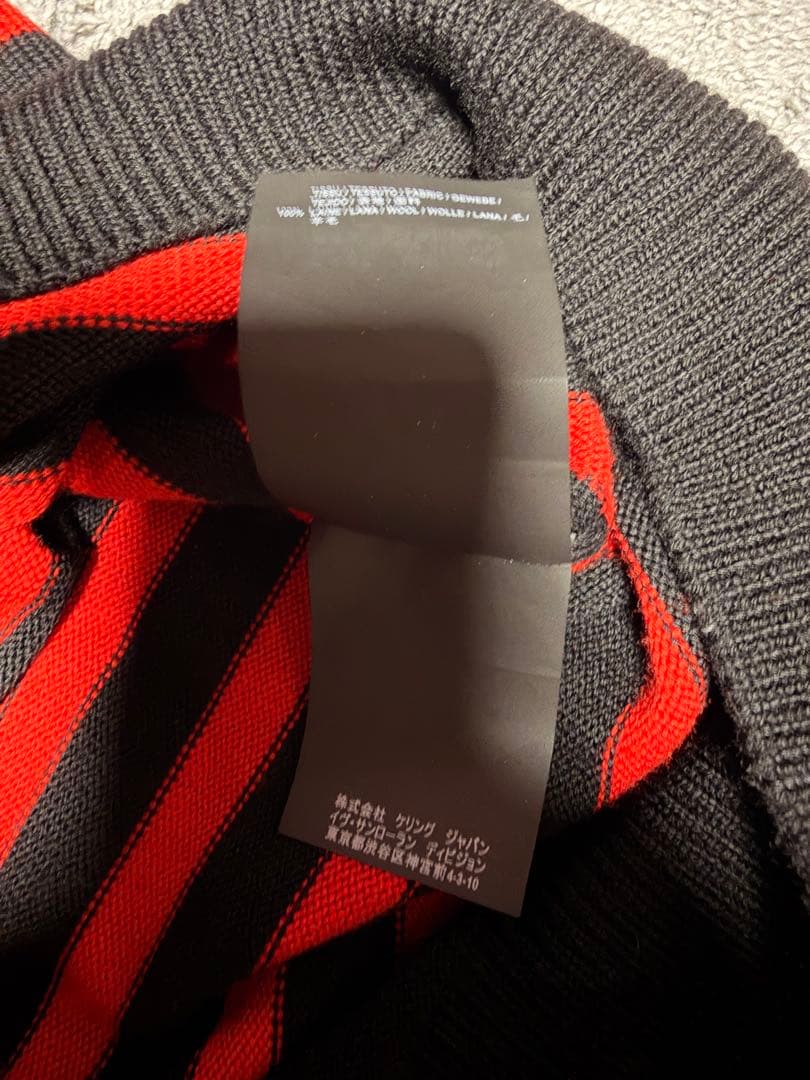 TISSU / TESSUTO / FABRIC / GEWEBE /
TEJIDO / 表地 / 面料
100% LAINE / LANA / WOOL / WOLLE / LANA / 毛 /
羊毛
株式会社 ケリング ジャパン
イヴ・サンローラン ディビジョン
東京都渋谷区神宮前4-3-10